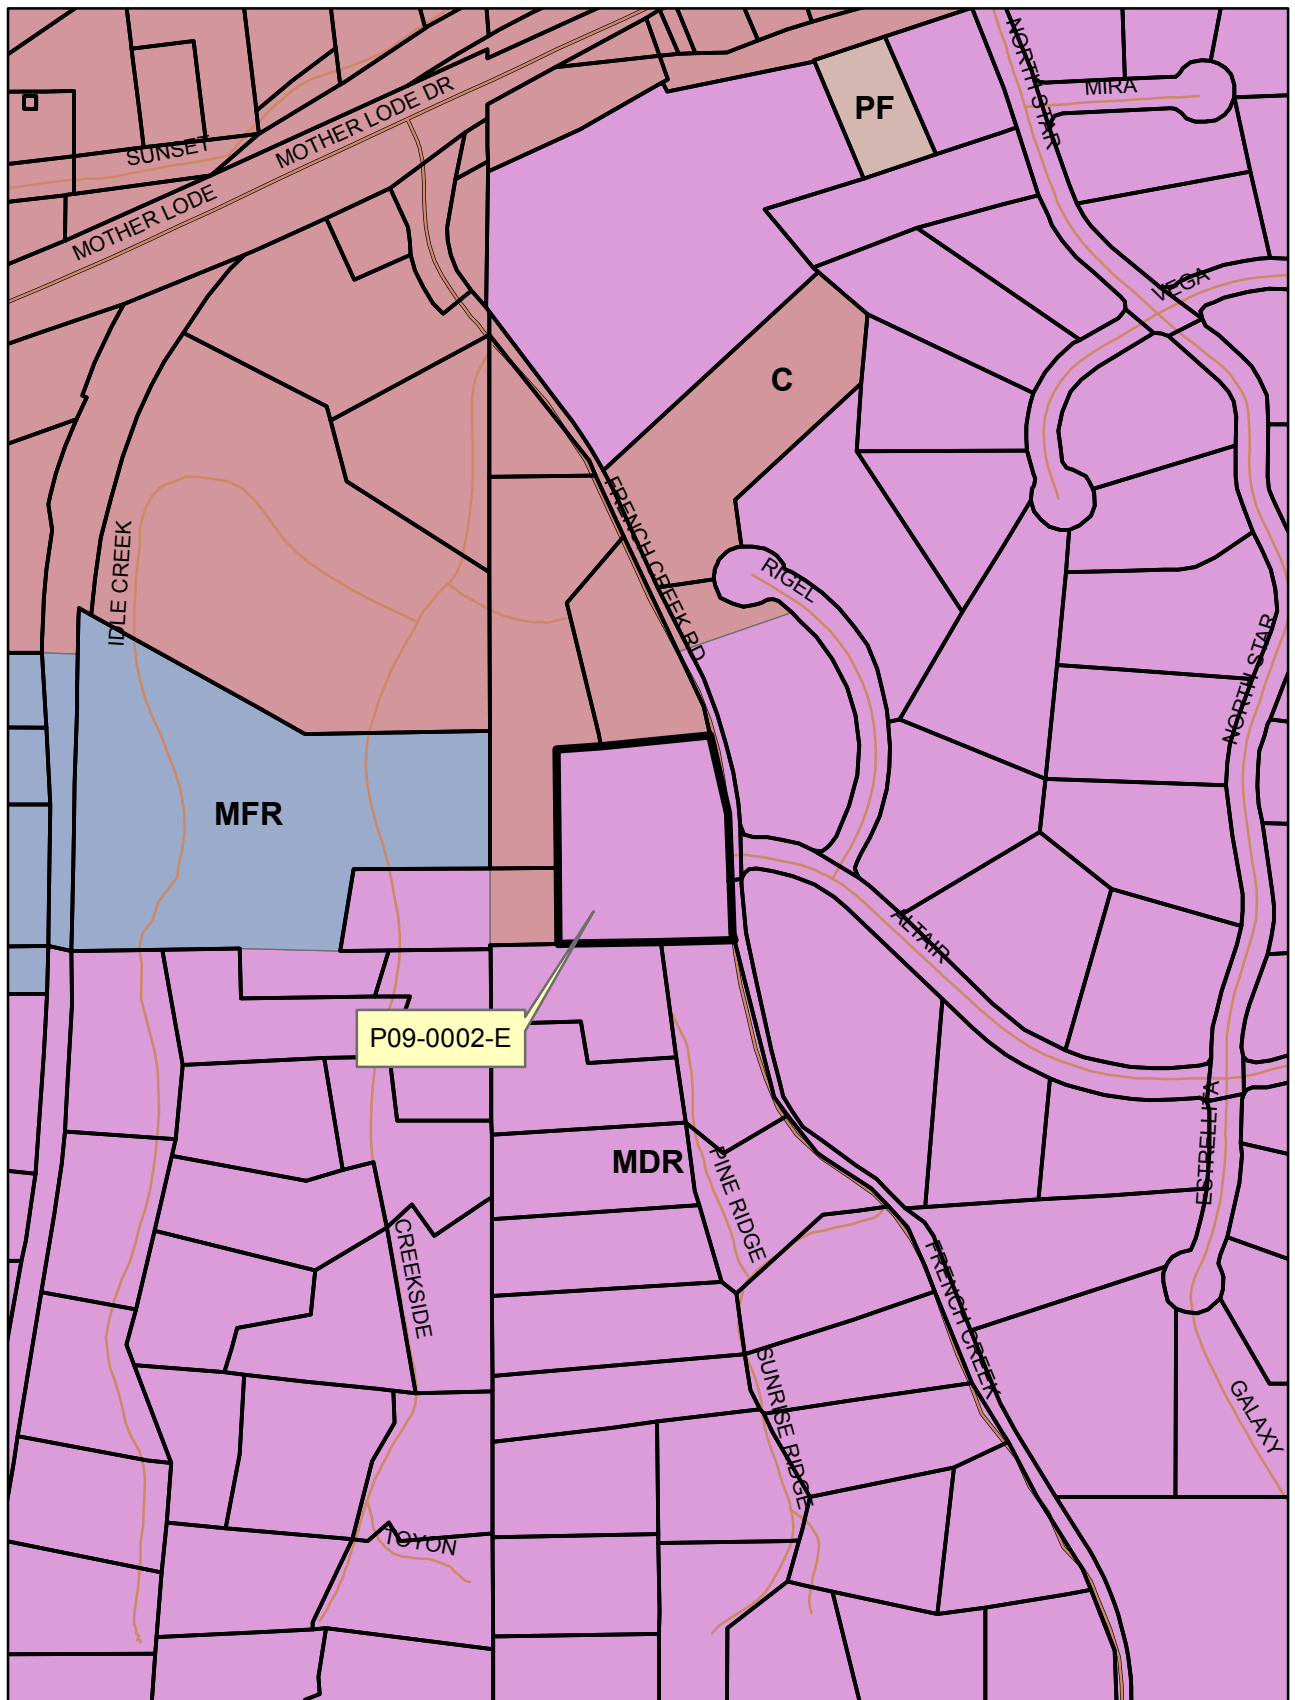 NORTH STAR
MIRA
PF
MOTHER LODE DR
SUNSET
MOTHER LODE
VEGA
C
FRENCH CREEK RD
RIGEL
IDLE CREEK
NORTH STAR
MFR
ALTAIR
P09-0002-E
ESTRELLITA
MDR
PINE RIDGE
CREEKSIDE
FRENCH CREEK
SUNRISE RIDGE
GALAXY
TOYON